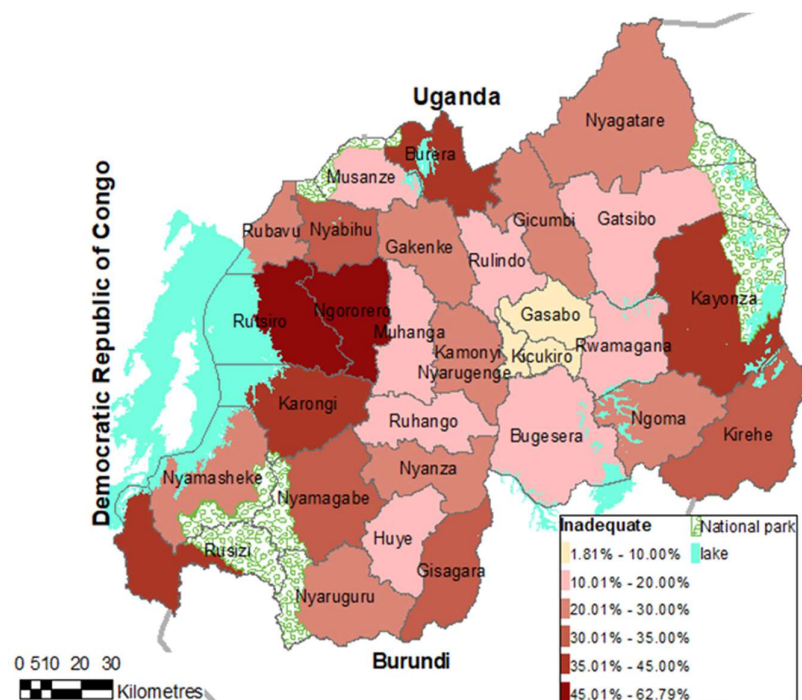 Uganda
Democratic Republic of Congo
Nyagatare
Burera
Musanze
Gatsibo
Gicumbi
Rubavu
Nyabihu
Gakenke
Rulindo
Kayonza
Rutsiro
Ngororero
Gasabo
Muhanga
Rwamagana
Kamonyi
Kicukiro
Nyarugenge
Karongi
Ruhango
Bugesera
Ngoma
Kirehe
Nyamasheke
Nyanza
Nyamagabe
Rusizi
Huye
Gisagara
Nyaruguru
Burundi
Inadequate
1.81% - 10.00%
10.01% - 20.00%
20.01% - 30.00%
30.01% - 35.00%
35.01% - 45.00%
45.01% - 62.79%
National park
lake
0 510 20 30
Kilometres